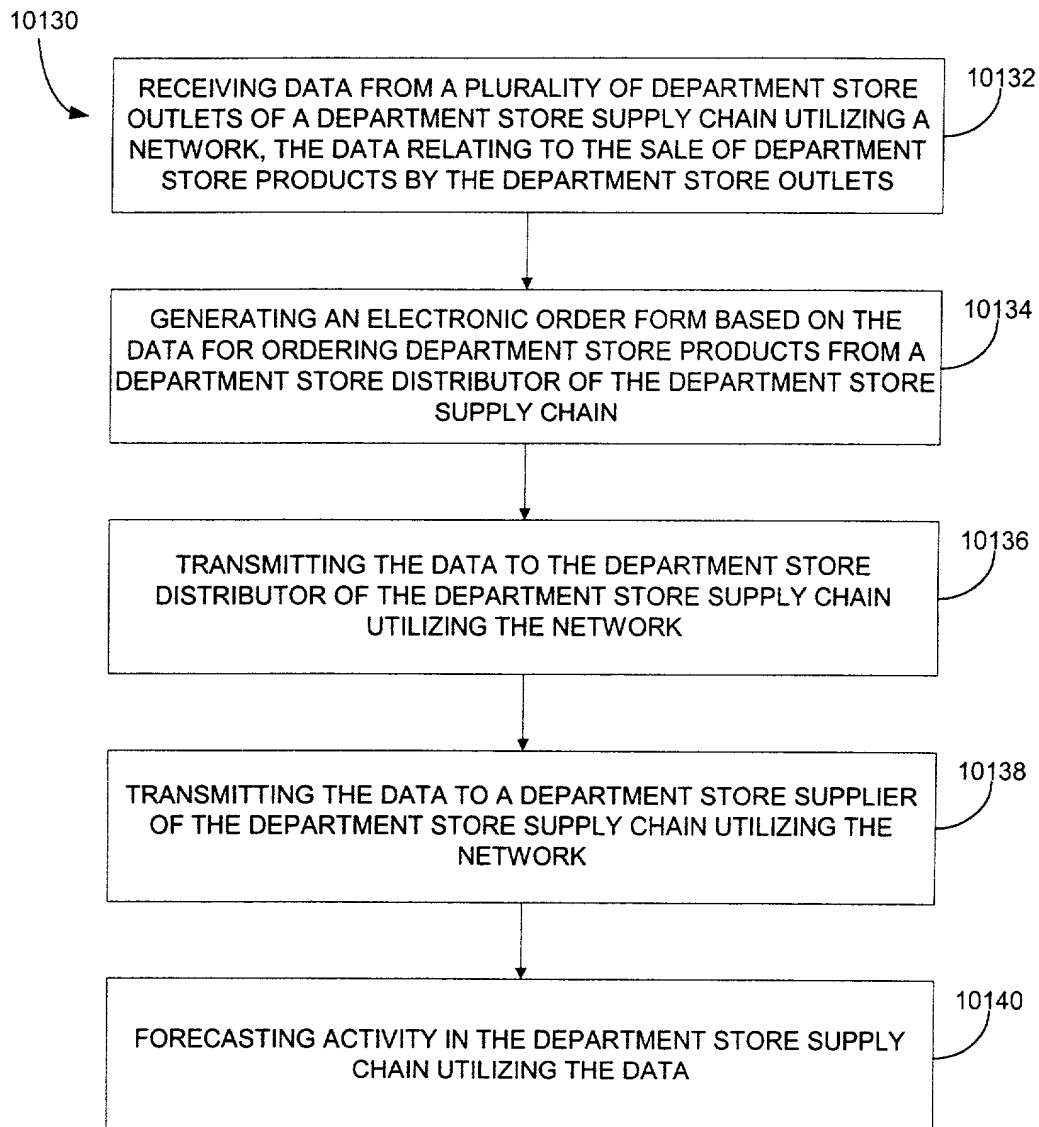 10130
10132
RECEIVING DATA FROM A PLURALITY OF DEPARTMENT STORE
OUTLETS OF A DEPARTMENT STORE SUPPLY CHAIN UTILIZING A
NETWORK, THE DATA RELATING TO THE SALE OF DEPARTMENT
STORE PRODUCTS BY THE DEPARTMENT STORE OUTLETS
10134
GENERATING AN ELECTRONIC ORDER FORM BASED ON THE
DATA FOR ORDERING DEPARTMENT STORE PRODUCTS FROM A
DEPARTMENT STORE DISTRIBUTOR OF THE DEPARTMENT STORE
SUPPLY CHAIN
10136
TRANSMITTING THE DATA TO THE DEPARTMENT STORE
DISTRIBUTOR OF THE DEPARTMENT STORE SUPPLY CHAIN
UTILIZING THE NETWORK
10138
TRANSMITTING THE DATA TO A DEPARTMENT STORE SUPPLIER
OF THE DEPARTMENT STORE SUPPLY CHAIN UTILIZING THE
NETWORK
10140
FORECASTING ACTIVITY IN THE DEPARTMENT STORE SUPPLY
CHAIN UTILIZING THE DATA